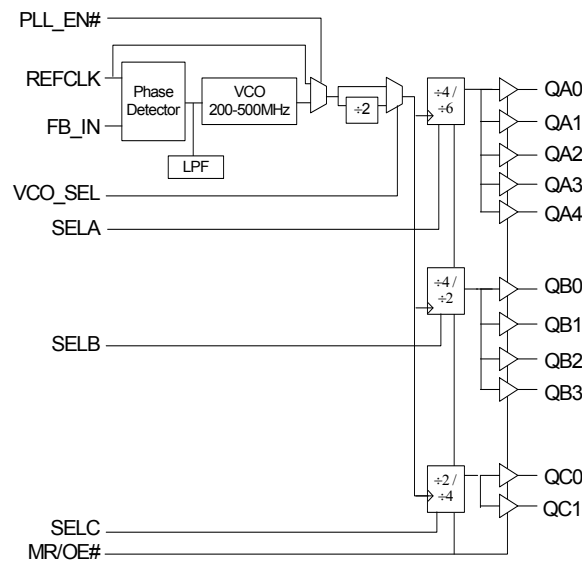 PLL_EN#
REFCLK
Phase
Detector
VCO
200-500MHz
FB_IN
LPF
÷2
VCO_SEL
SELA
÷4 /
÷6
QA0
QA1
QA2
QA3
QA4
÷4 /
÷2
QB0
QB1
QB2
QB3
SELB
÷2 /
÷4
QC0
QC1
SELC
MR/OE#